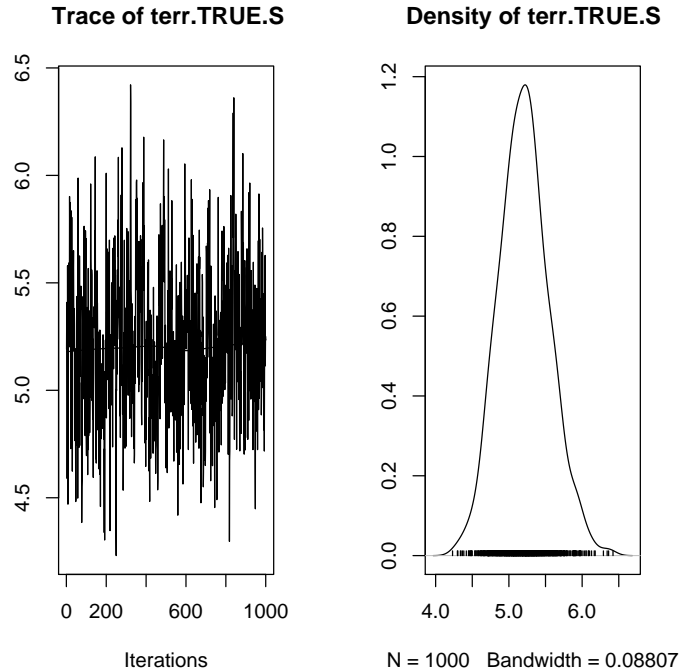 Trace of terr.TRUE.S
6.5
6.0
5.5
5.0
4.5
0 200 600 1000
Iterations
Density of terr.TRUE.S
1.2
1.0
0.8
0.6
0.4
0.2
0.0
4.0 5.0 6.0
N = 1000 Bandwidth = 0.08807